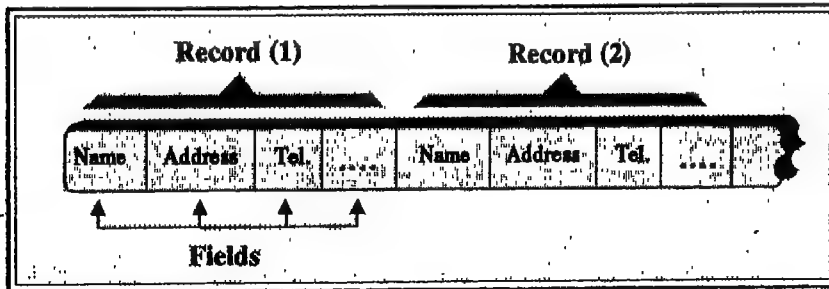 Record (1) Record (2)
Name Address Tel. .... Name Address Tel. ....
Fields